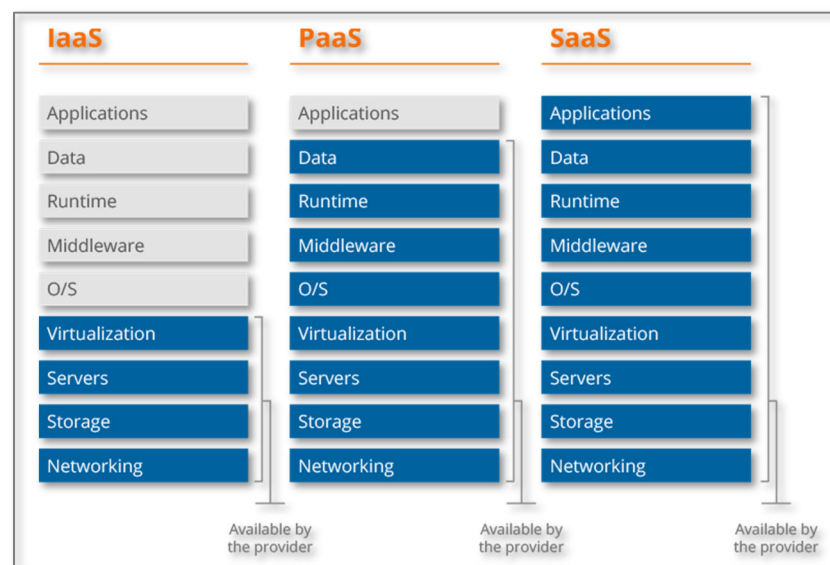 IaaS
Applications
Data
Runtime
Middleware
O/S
Virtualization
Servers
Storage
Networking
Available by
the provider
PaaS
Applications
Data
Runtime
Middleware
O/S
Virtualization
Servers
Storage
Networking
Available by
the provider
SaaS
Applications
Data
Runtime
Middleware
O/S
Virtualization
Servers
Storage
Networking
Available by
the provider